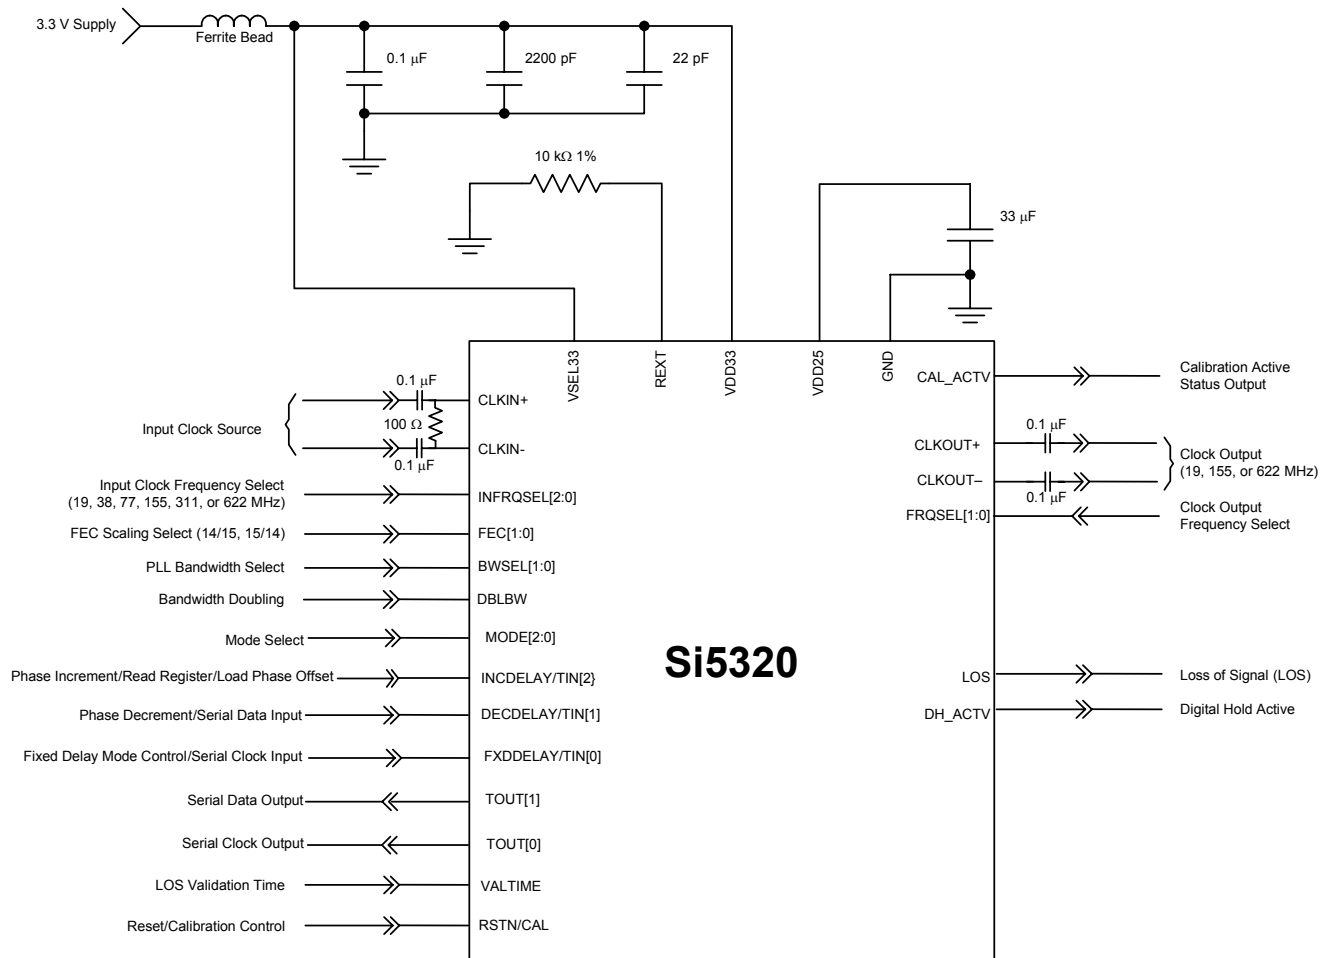 3.3 V Supply
Ferrite Bead
0.1 μF
2200 pF
22 pF
10 kΩ 1%
33 μF
VSEL33
REXT
VDD33
VDD25
GND
Input Clock Source
0.1 μF
100 Ω
0.1 μF
CLKIN+
CLKIN-
Input Clock Frequency Select
(19, 38, 77, 155, 311, or 622 MHz)
INFRQSEL[2:0]
FEC Scaling Select (14/15, 15/14)
FEC[1:0]
PLL Bandwidth Select
BWSEL[1:0]
Bandwidth Doubling
DBLBW
Mode Select
MODE[2:0]
Phase Increment/Read Register/Load Phase Offset
INCDELAY/TIN[2}
Phase Decrement/Serial Data Input
DECDELAY/TIN[1]
Fixed Delay Mode Control/Serial Clock Input
FXDDELAY/TIN[0]
Serial Data Output
TOUT[1]
Serial Clock Output
TOUT[0]
LOS Validation Time
VALTIME
Reset/Calibration Control
RSTN/CAL
Si5320
CAL_ACTV
Calibration Active
Status Output
CLKOUT+
0.1 μF
CLKOUT–
0.1 μF
Clock Output
(19, 155, or 622 MHz)
FRQSEL[1:0]
Clock Output
Frequency Select
LOS
Loss of Signal (LOS)
DH_ACTV
Digital Hold Active